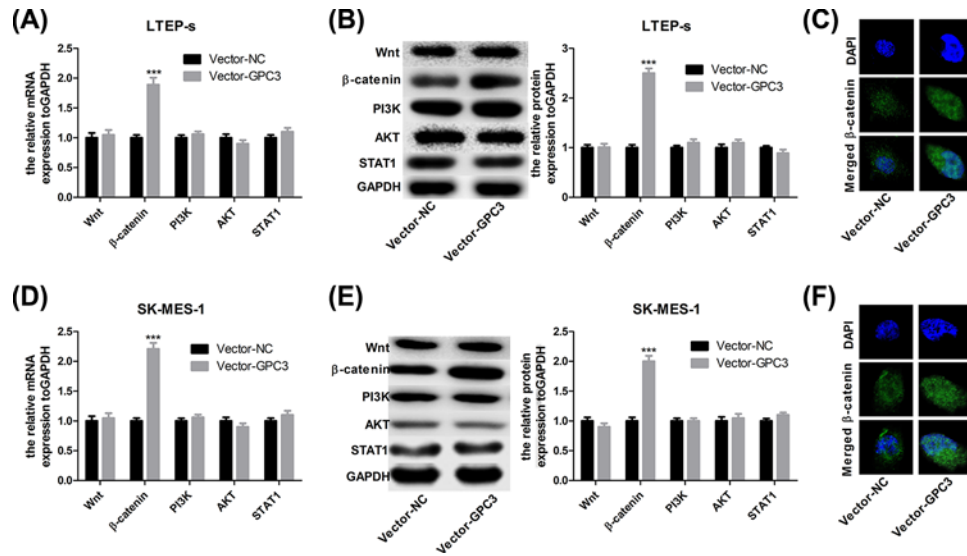 (A)
LTEP-s
the relative mRNA
expression toGAPDH
2.5
2.0
1.5
1.0
0.5
0.0
***
Vector-NC
Vector-GPC3
Wnt
β-catenin
PI3K
AKT
STAT1
(B)
LTEP-s
Wnt
β-catenin
PI3K
AKT
STAT1
GAPDH
Vector-NC
Vector-GPC3
the relative protein
expression toGAPDH
3
2
1
0
***
Vector-NC
Vector-GPC3
Wnt
β-catenin
PI3K
AKT
STAT1
(C)
DAPI
β-catenin
Merged
Vector-NC
Vector-GPC3
(D)
SK-MES-1
the relative mRNA
expression toGAPDH
2.5
2.0
1.5
1.0
0.5
0.0
***
Vector-NC
Vector-GPC3
Wnt
β-catenin
PI3K
AKT
STAT1
(E)
SK-MES-1
Wnt
β-catenin
PI3K
AKT
STAT1
GAPDH
Vector-NC
Vector-GPC3
the relative protein
expression toGAPDH
2.5
2.0
1.5
1.0
0.5
0.0
***
Vector-NC
Vector-GPC3
Wnt
β-catenin
PI3K
AKT
STAT1
(F)
DAPI
β-catenin
Merged
Vector-NC
Vector-GPC3